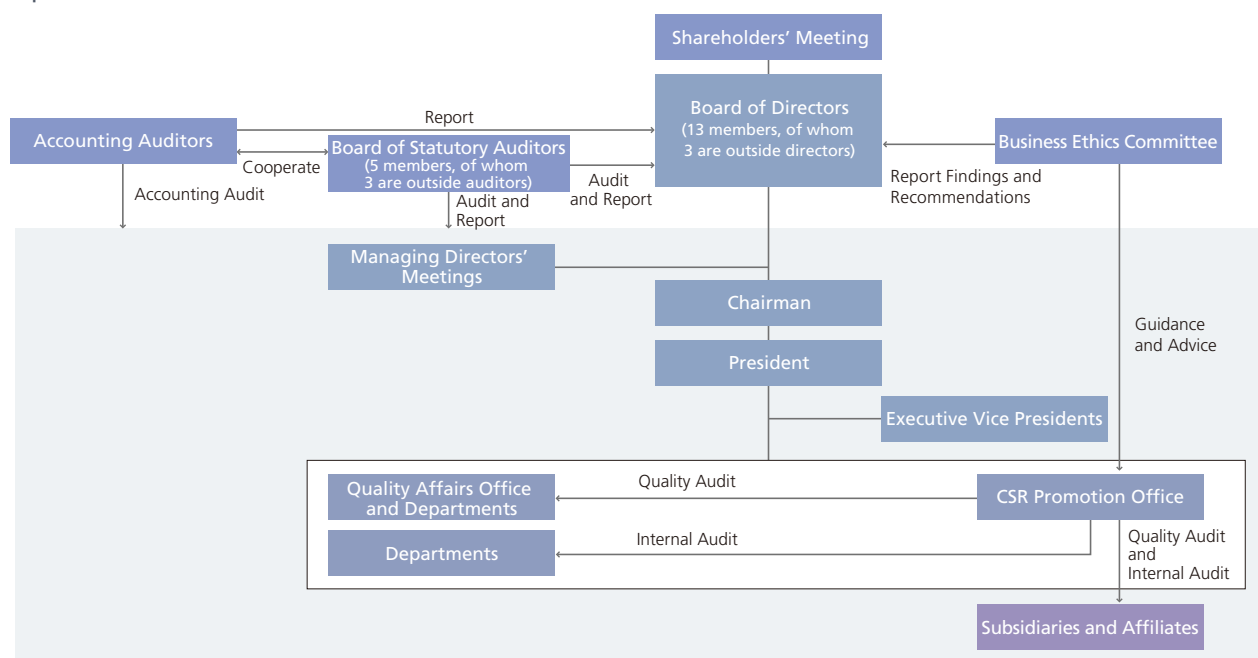 Shareholders' Meeting
Board of Directors
(13 members, of whom
3 are outside directors)
Report
Accounting Auditors
Cooperate
Board of Statutory Auditors
(5 members, of whom
3 are outside auditors)
Audit
and Report
Business Ethics Committee
Report Findings and
Recommendations
Accounting Audit
Audit and
Report
Managing Directors'
Meetings
Chairman
Guidance
and Advice
President
Executive Vice Presidents
Quality Affairs Office
and Departments
Quality Audit
CSR Promotion Office
Departments
Internal Audit
Quality Audit
and
Internal Audit
Subsidiaries and Affiliates